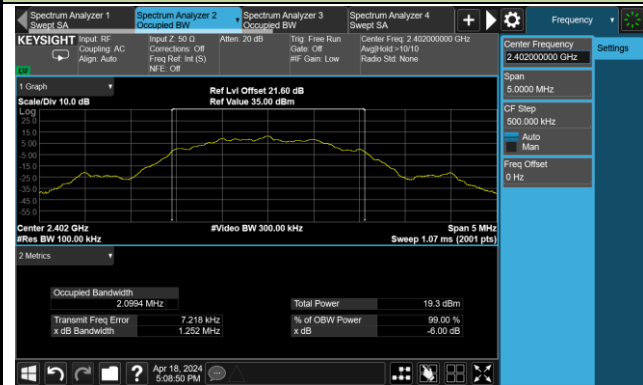 Spectrum Analyzer 1
Swept SA
Spectrum Analyzer 2
Occupied BW
Spectrum Analyzer 3
Occupied BW
Spectrum Analyzer 4
Swept SA
+
Frequency
KEYSIGHT
Input: RF
Coupling: AC
Align: Auto
Input Z: 50 Ω
Corrections: Off
Freq Ref: Int (S)
NFE: Off
Atten: 20 dB
Trig: Free Run
Gate: Off
#IF Gain: Low
Center Freq: 2.402000000 GHz
Avg|Hold:>10/10
Radio Std: None
1 Graph
Scale/Div 10.0 dB
Ref Lvl Offset 21.60 dB
Ref Value 35.00 dBm
Log
25.0
15.0
5.00
-5.00
-15.0
-25.0
-35.0
-45.0
-55.0
Center 2.402 GHz
#Res BW 100.00 kHz
#Video BW 300.00 kHz
Span 5 MHz
Sweep 1.07 ms (2001 pts)
2 Metrics
Occupied Bandwidth
2.0994 MHz
Transmit Freq Error 7.218 kHz
x dB Bandwidth 1.252 MHz
Total Power 19.3 dBm
% of OBW Power 99.00 %
x dB -6.00 dB
Center Frequency
2.402000000 GHz
Settings
Span
5.0000 MHz
CF Step
500.000 kHz
Auto
Man
Freq Offset
0 Hz
?
Apr 18, 2024
5:08:50 PM